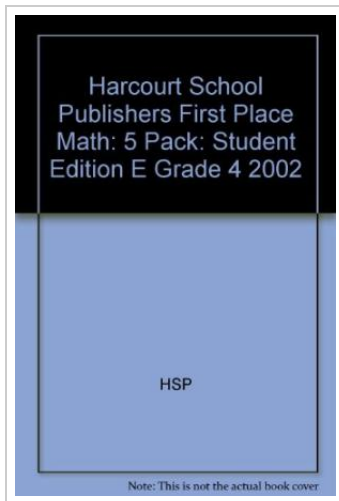 Harcourt School
Publishers First Place
Math: 5 Pack: Student
Edition E Grade 4 2002
HSP
Note: This is not the actual book cover